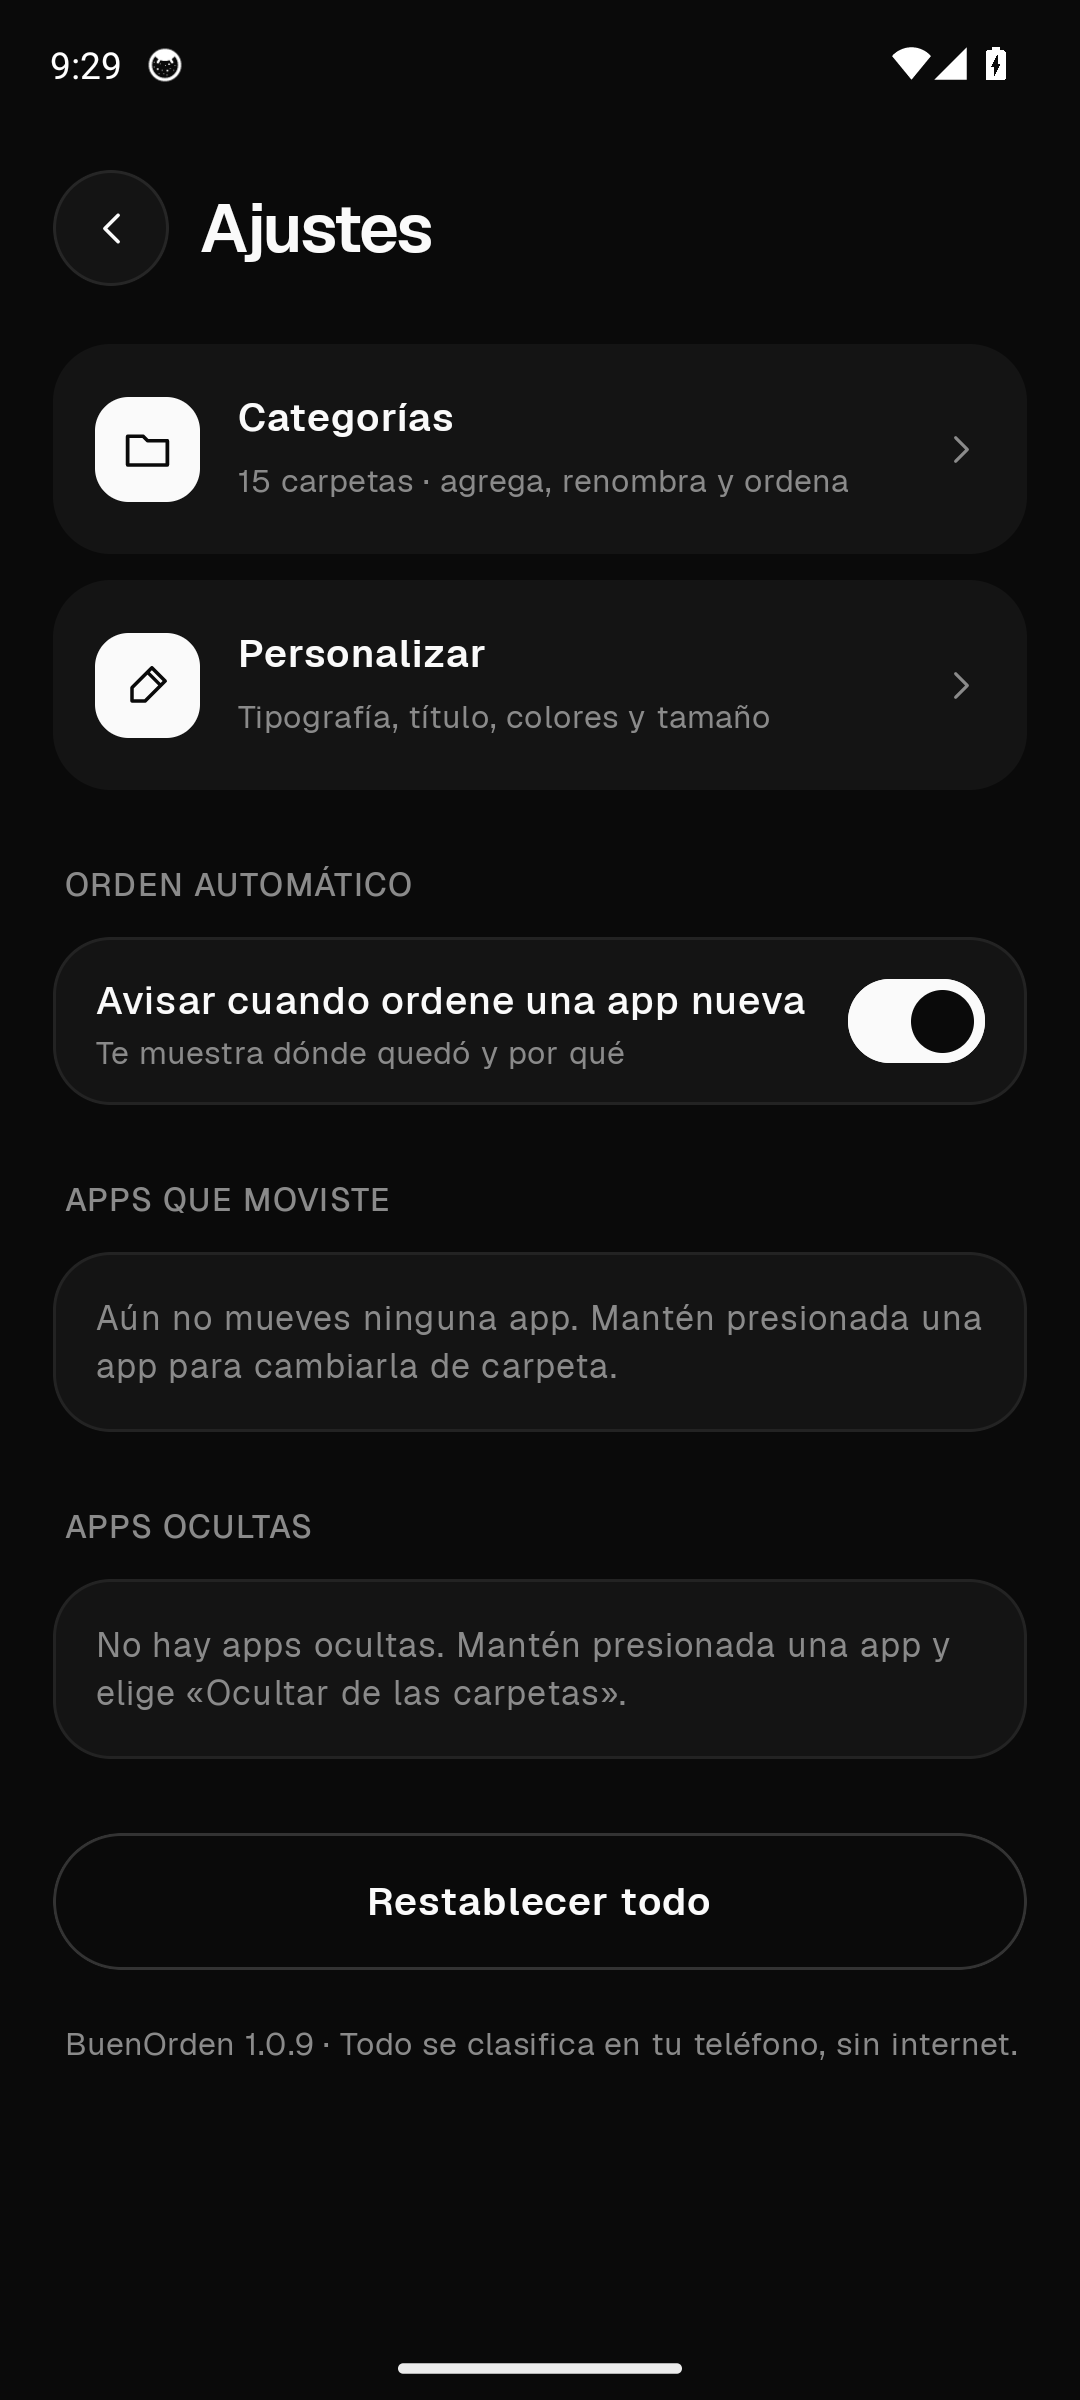 9:29
Ajustes
Categorías
15 carpetas · agrega, renombra y ordena
Personalizar
Tipografía, título, colores y tamaño
ORDEN AUTOMÁTICO
Avisar cuando ordene una app nueva
Te muestra dónde quedó y por qué
APPS QUE MOVISTE
Aún no mueves ninguna app. Mantén presionada una
app para cambiarla de carpeta.
APPS OCULTAS
No hay apps ocultas. Mantén presionada una app y
elige «Ocultar de las carpetas».
Restablecer todo
BuenOrden 1.0.9 · Todo se clasifica en tu teléfono, sin internet.